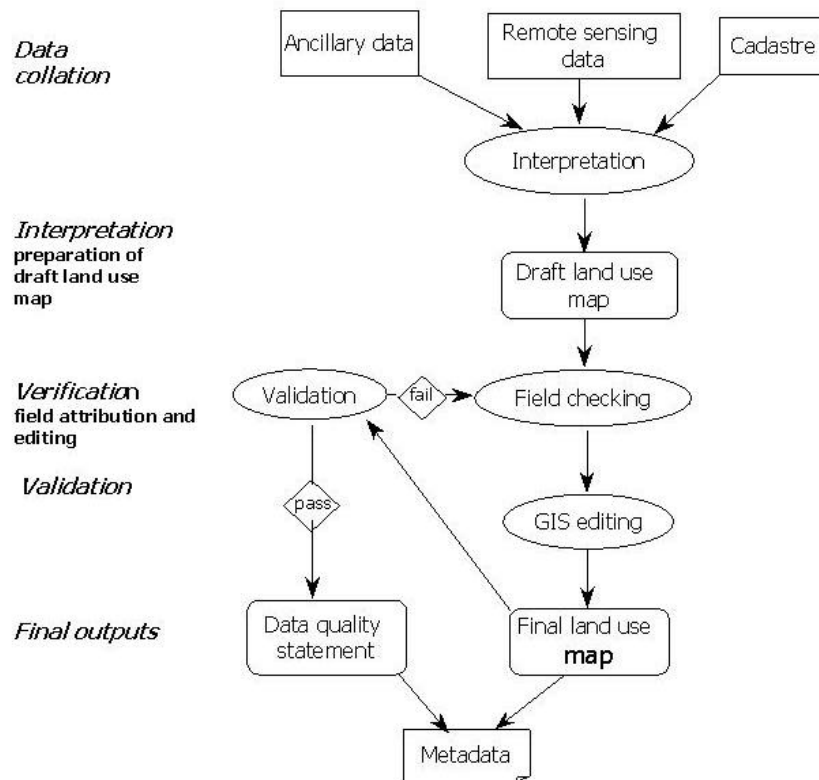 Data
collation
Ancillary data
Remote sensing
data
Cadastre
Interpretation
Interpretation
preparation of
draft land use
map
Draft land use
map
Verification
field attribution and
editing
Validation
fail
Field checking
Validation
pass
GIS editing
Final outputs
Data quality
statement
Final land use
map
Metadata